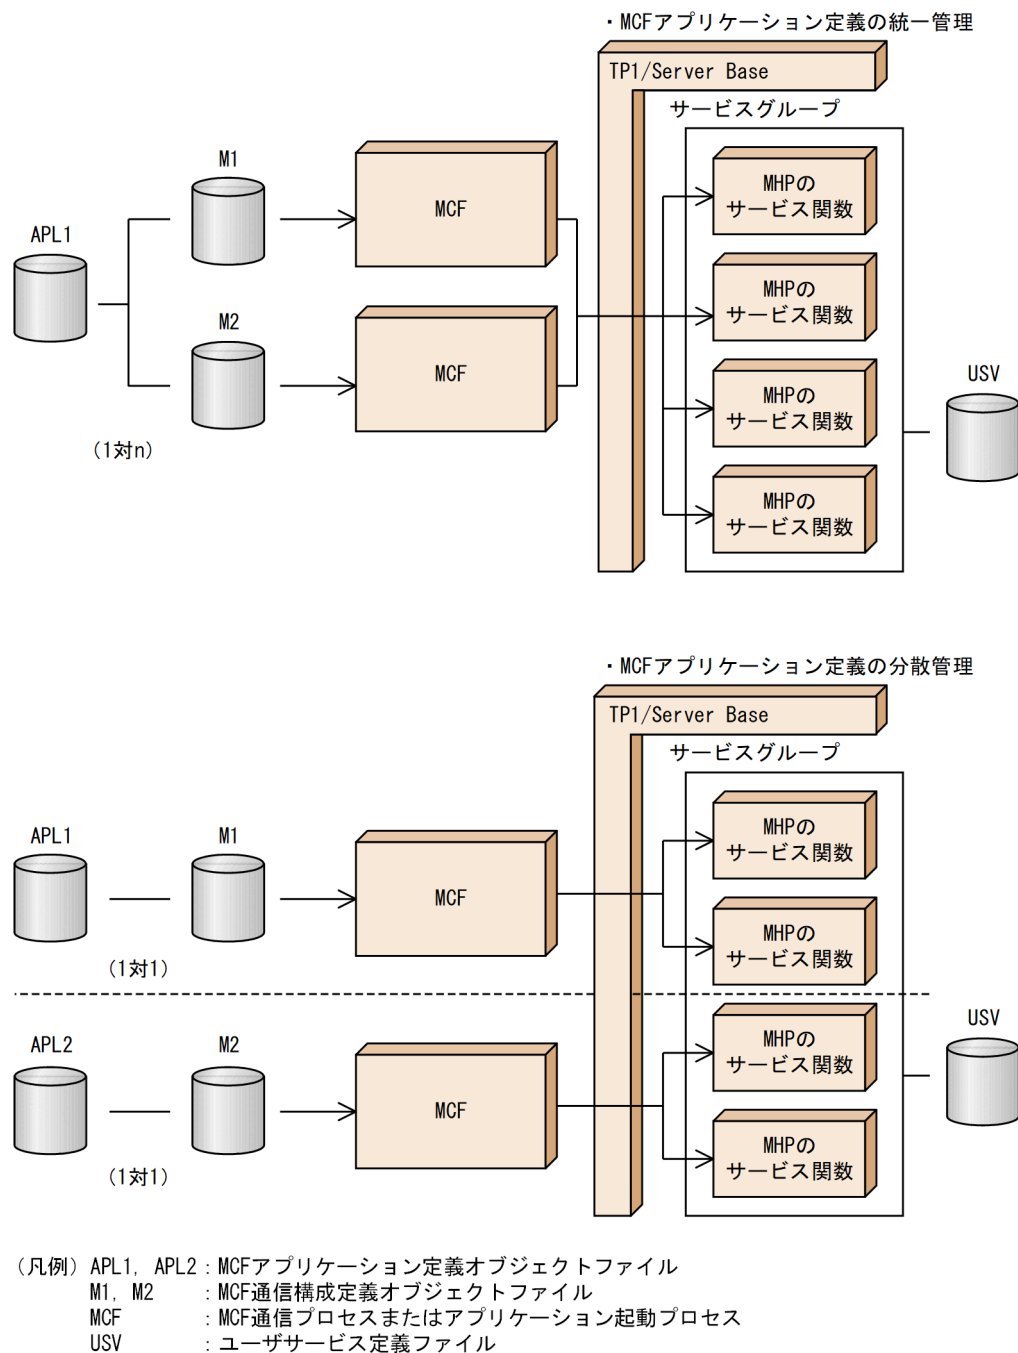 ・MCFアプリケーション定義の統一管理
TP1/Server Base
サービスグループ
M1
MHPの
サービス関数
MCF
APL1
MHPの
サービス関数
M2
MCF
MHPの
サービス関数
USV
(1対n)
MHPの
サービス関数
・MCFアプリケーション定義の分散管理
TP1/Server Base
サービスグループ
APL1
M1
MHPの
サービス関数
MCF
MHPの
サービス関数
(1対1)
APL2
M2
MHPの
サービス関数
USV
MCF
MHPの
サービス関数
(1対1)
(凡例) APL1, APL2 : MCFアプリケーション定義オブジェクトファイル
M1, M2 : MCF通信構成定義オブジェクトファイル
MCF : MCF通信プロセスまたはアプリケーション起動プロセス
USV : ユーザサービス定義ファイル